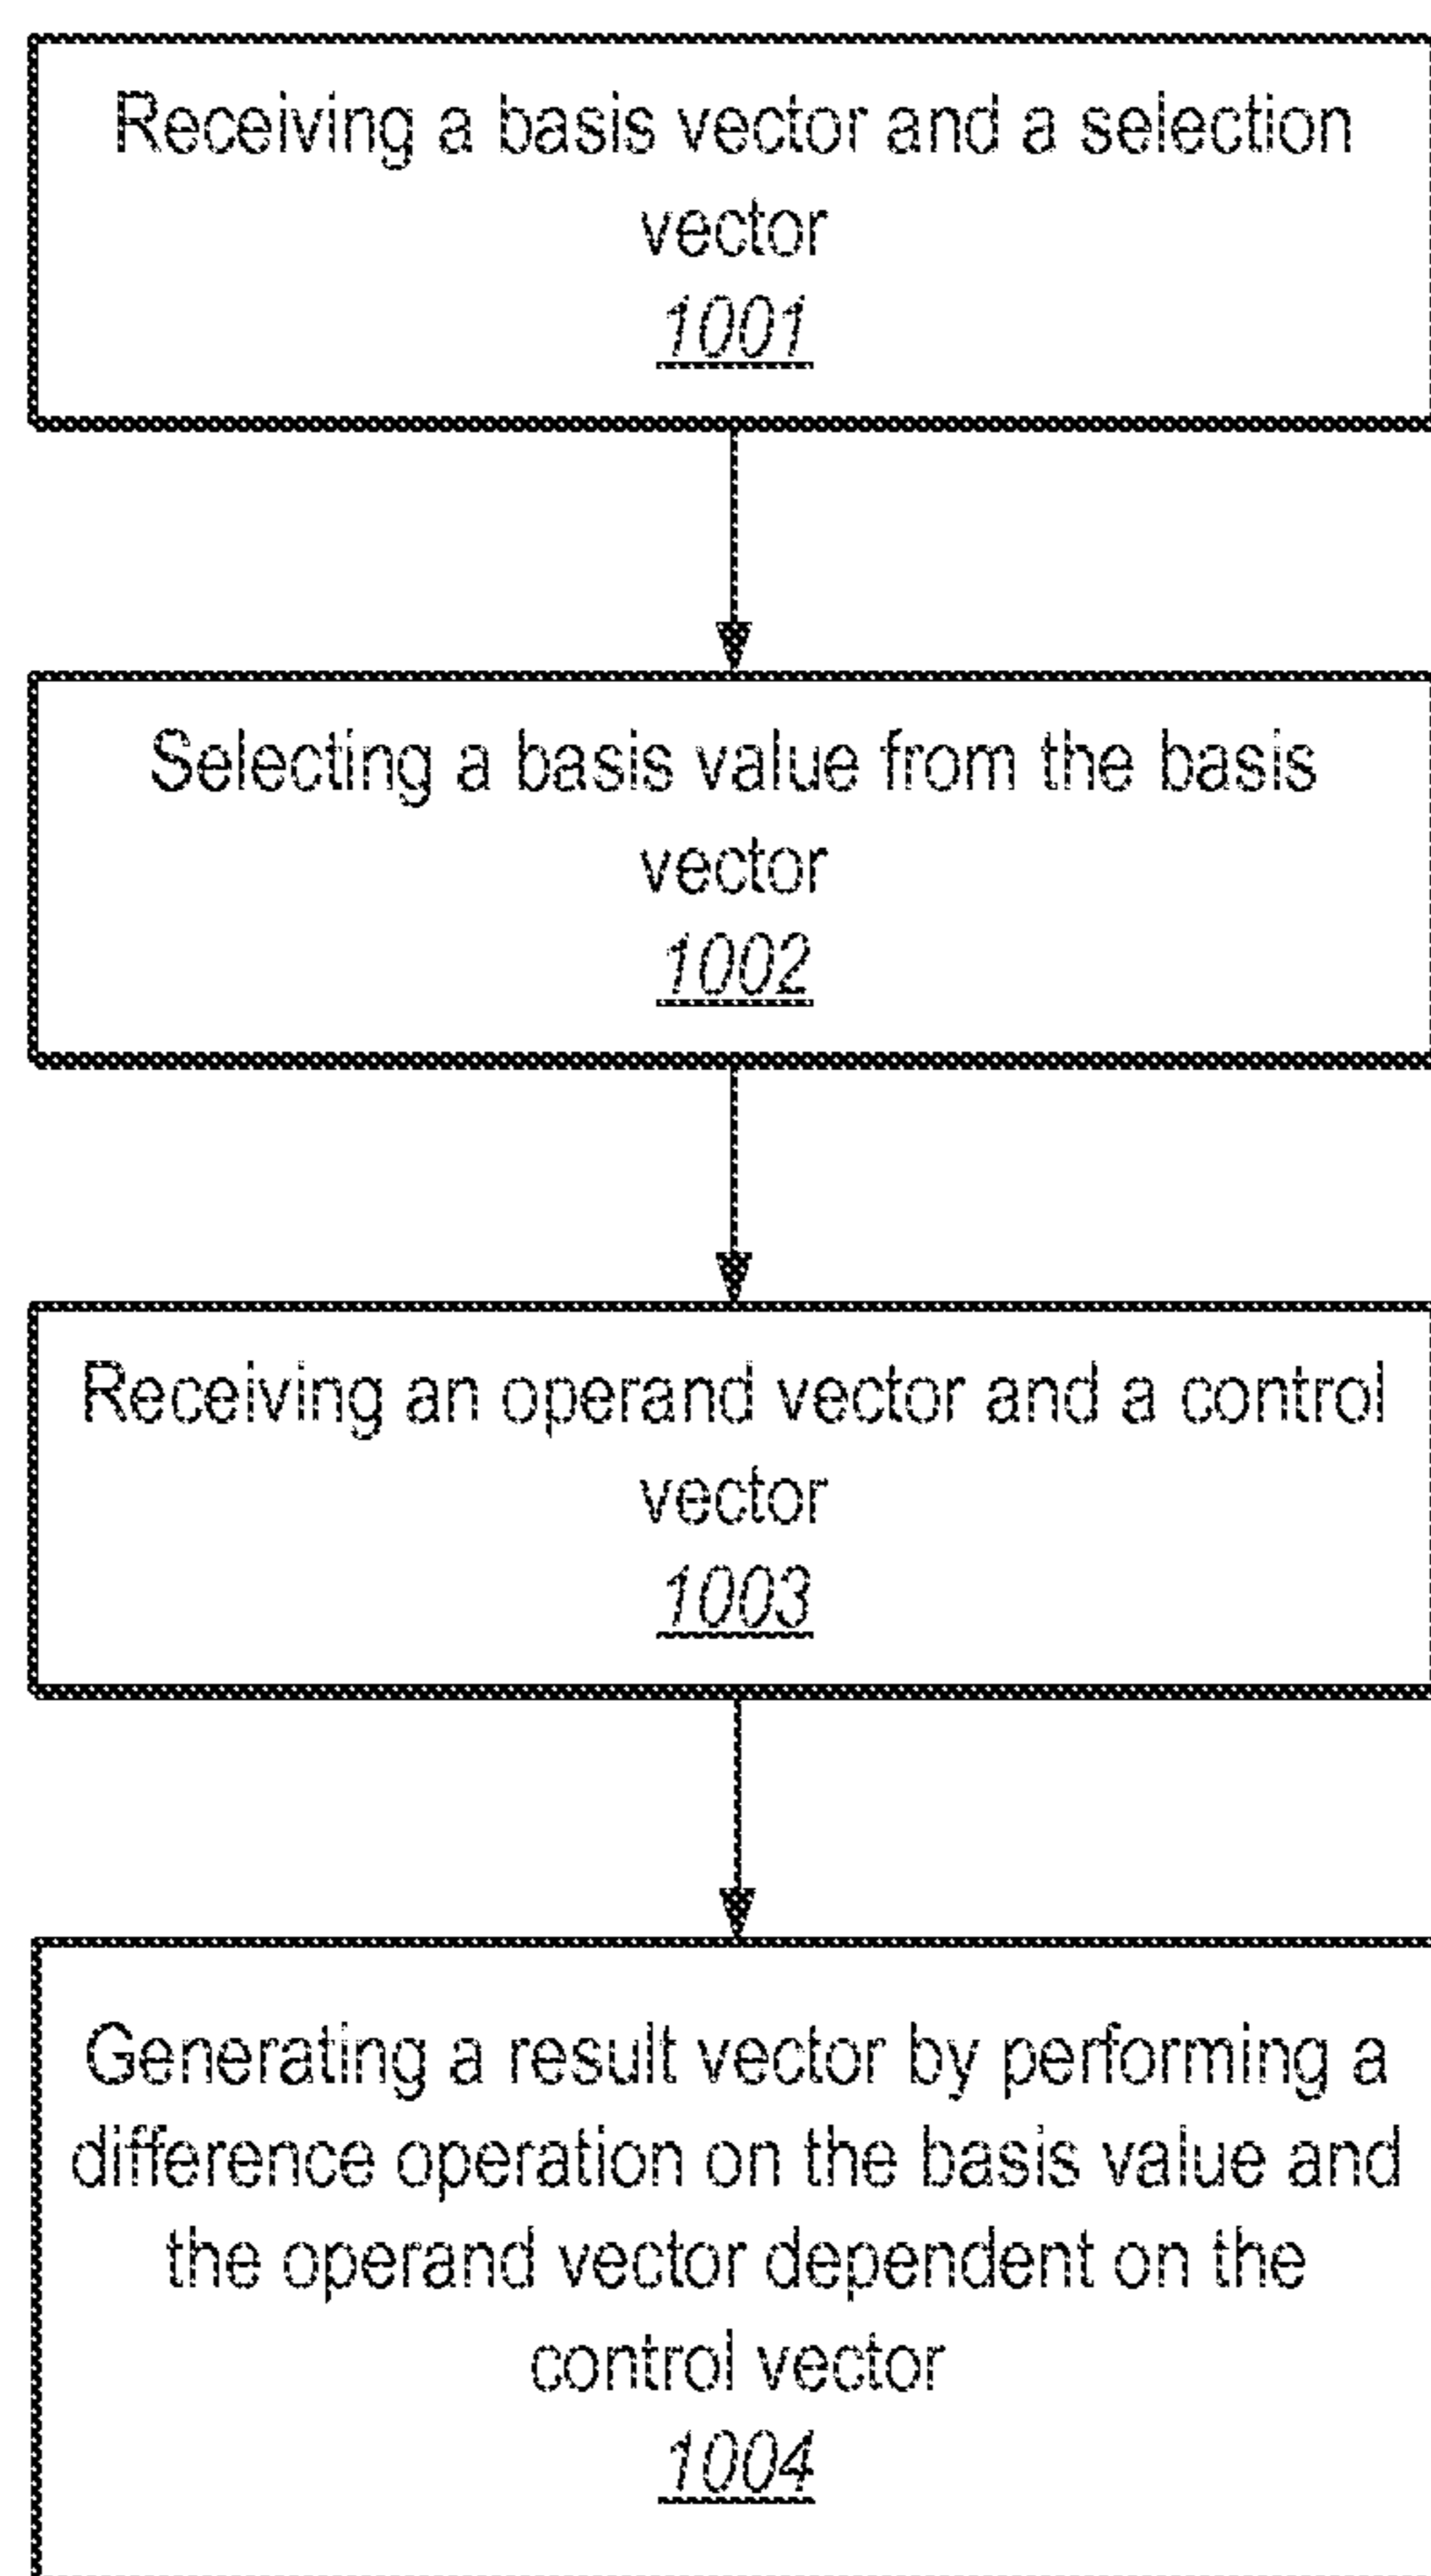 Receiving a basis vector and a selection
vector
1001
Selecting a basis value from the basis
vector
1002
Receiving an operand vector and a control
vector
1003
Generating a result vector by performing a
difference operation on the basis value and
the operand vector dependent on the
control vector
1004